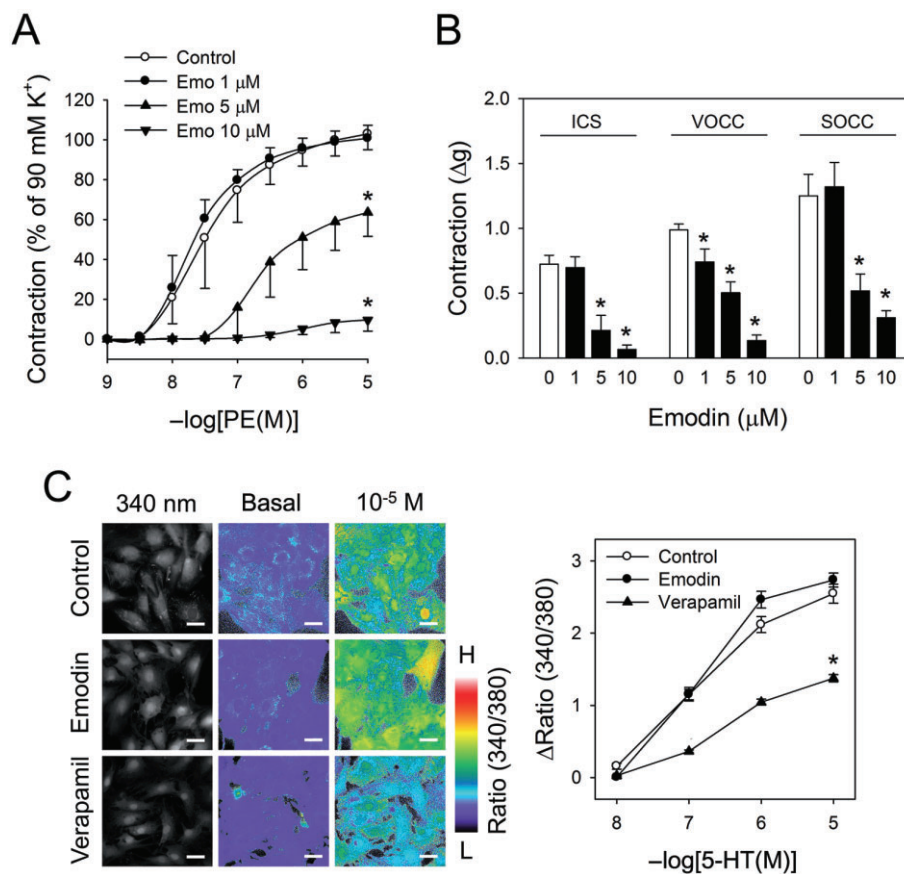 A
Control
Emo 1 μM
Emo 5 μM
Emo 10 μM
Contraction (% of 90 mM K⁺)
120
100
80
60
40
20
0
*
*
9 8 7 6 5
–log[PE(M)]
B
Contraction (Δg)
2.0
1.5
1.0
0.5
0.0
ICS VOCC SOCC
* * * * * * *
0 1 5 10 0 1 5 10 0 1 5 10
Emodin (μM)
C
340 nm Basal 10⁻⁵ M
Control
Emodin
Verapamil
H
Ratio (340/380)
L
Control
Emodin
Verapamil
ΔRatio (340/380)
3
2
1
0
*
8 7 6 5
–log[5-HT(M)]